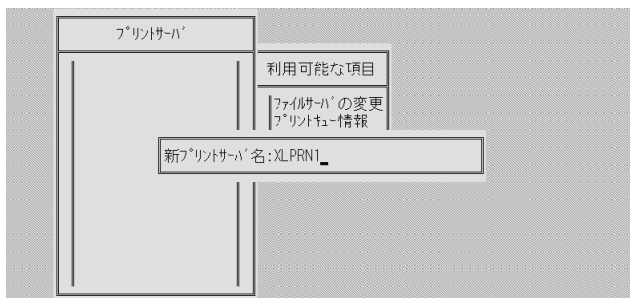 プリントサーバ
利用可能な項目
ファイルサーバの変更
プリントキュー情報
新プリントサーバ名:XLPRN1_